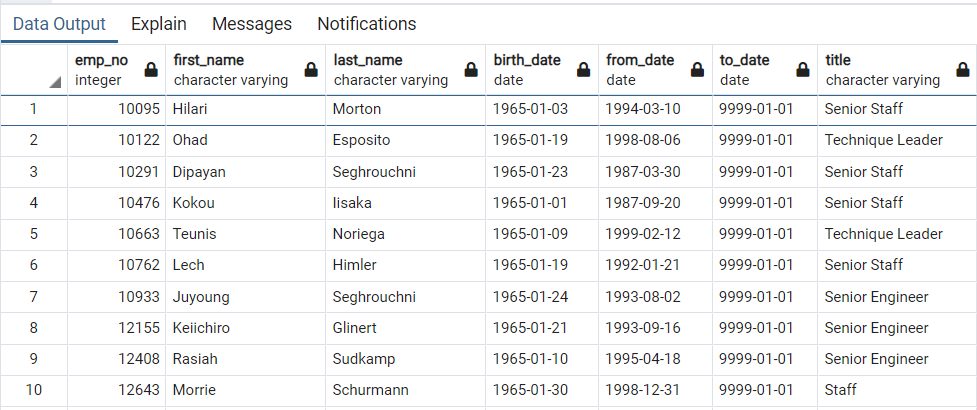 Data Output Explain Messages Notifications
emp_no first_name last_name birth_date from_date to_date title
integer character varying character varying date date date character varying
1 10095 Hilari Morton 1965-01-03 1994-03-10 9999-01-01 Senior Staff
2 10122 Ohad Esposito 1965-01-19 1998-08-06 9999-01-01 Technique Leader
3 10291 Dipayan Seghrouchni 1965-01-23 1987-03-30 9999-01-01 Senior Staff
4 10476 Kokou Iisaka 1965-01-01 1987-09-20 9999-01-01 Senior Staff
5 10663 Teunis Noriega 1965-01-09 1999-02-12 9999-01-01 Technique Leader
6 10762 Lech Himler 1965-01-19 1992-01-21 9999-01-01 Senior Staff
7 10933 Juyoung Seghrouchni 1965-01-24 1993-08-02 9999-01-01 Senior Engineer
8 12155 Keiichiro Glinert 1965-01-21 1993-09-16 9999-01-01 Senior Engineer
9 12408 Rasiah Sudkamp 1965-01-10 1995-04-18 9999-01-01 Senior Engineer
10 12643 Morrie Schurmann 1965-01-30 1998-12-31 9999-01-01 Staff